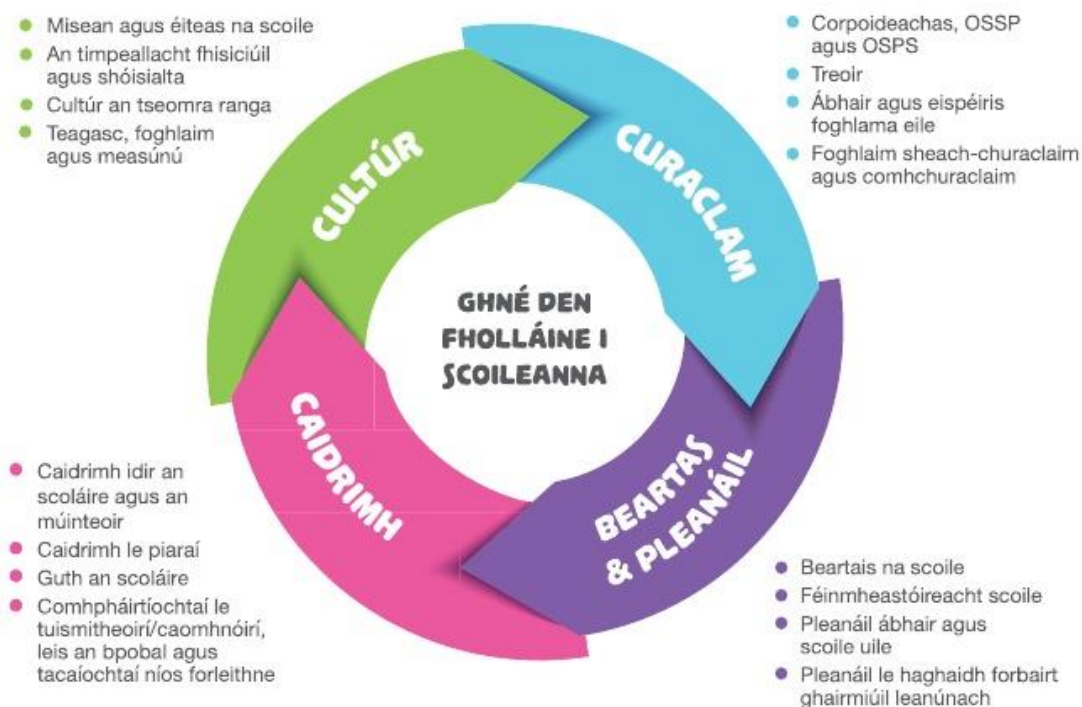 Misean agus éiteas na scoile
An timpeallacht fhisiciúil
agus shóisialta
Cultúr an tseomra ranga
Teagasc, foghlaim
agus measúnú
Corpoideachas, OSSP
agus OSPS
Treoir
Ábhair agus eispéiris
foghlama eile
Foghlaim sheach-churaclaim
agus comhchuraclaim
CULTÚR
CURACLAM
GHNÉ DEN
FHOLLÁINE I
SCOILEANNA
CAIDRIMH
BEARTAS
& PLEANÁIL
Caidrimh idir an
scoláire agus an
múinteoir
Caidrimh le piaraí
Guth an scoláire
Comhpháirtíochtaí le
tuismitheoirí/caomhnóirí,
leis an bpobal agus
tacaíochtaí níos forleithne
Beartais na scoile
Féinmheastóireacht scoile
Pleanáil ábhair agus
scoile uile
Pleanáil le haghaidh forbairt
ghairmiúil leanúnach